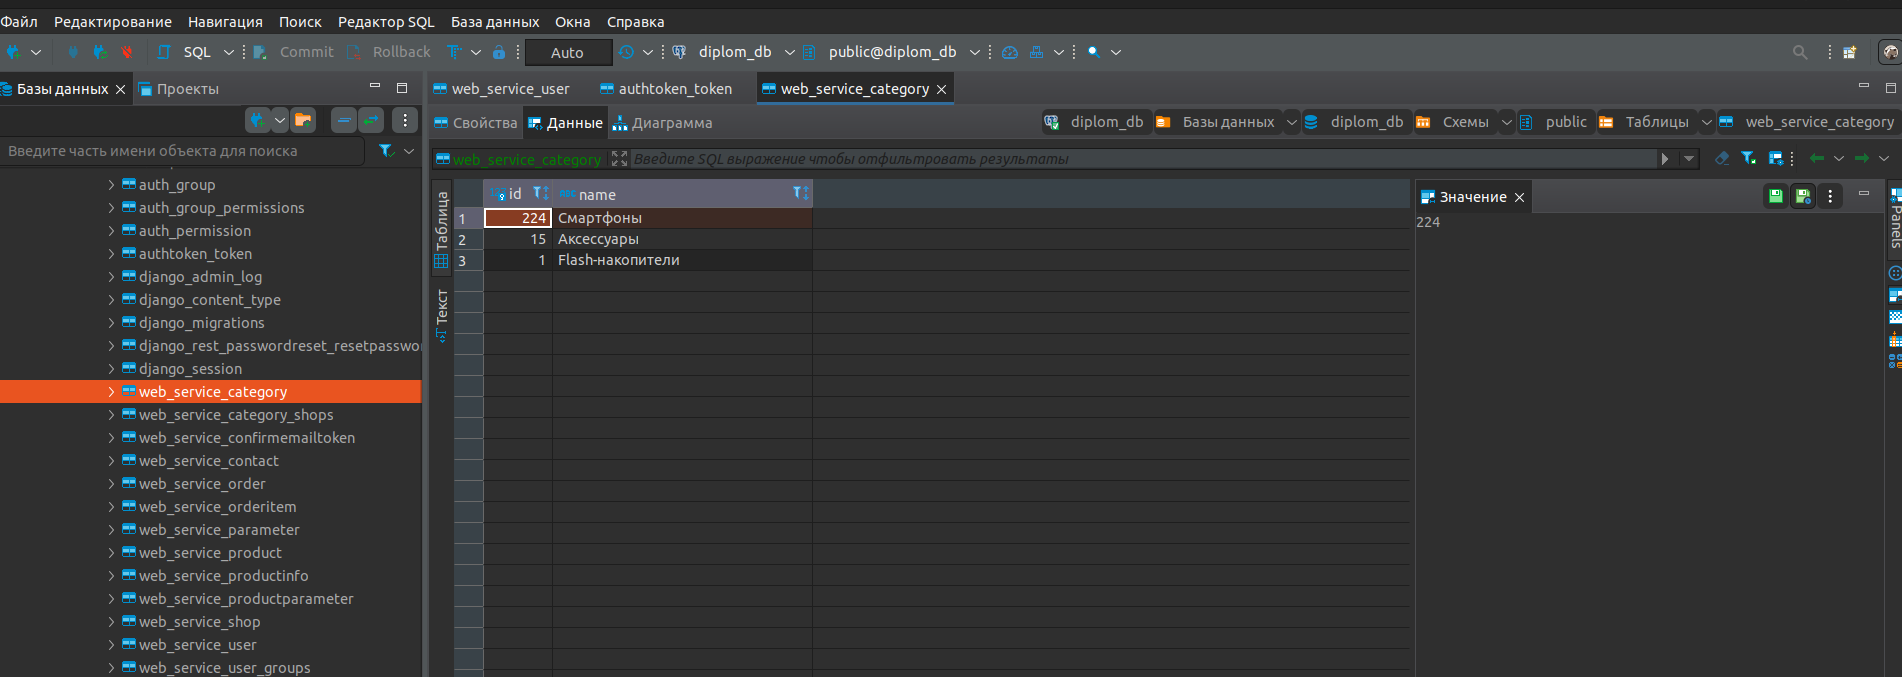 Файл Редактирование Навигация Поиск Редактор SQL База данных Окна Справка
SQL Commit Rollback Auto diplom_db public@diplom_db
Базы данных Проекты
Введите часть имени объекта для поиска
auth_group
auth_group_permissions
auth_permission
authtoken_token
django_admin_log
django_content_type
django_migrations
django_rest_passwordreset_resetpasswor
django_session
web_service_category
web_service_category_shops
web_service_confirmemailtoken
web_service_contact
web_service_order
web_service_orderitem
web_service_parameter
web_service_product
web_service_productinfo
web_service_productparameter
web_service_shop
web_service_user
web_service_user_groups
web_service_user authtoken_token web_service_category
Свойства Данные Диаграмма
diplom_db Базы данных diplom_db Схемы public Таблицы web_service_category
web_service_category Введите SQL выражение чтобы отфильтровать результаты
Таблица
Текст
id name
1 224 Смартфоны
2 15 Аксессуары
3 1 Flash-накопители
Значение
224
Panels